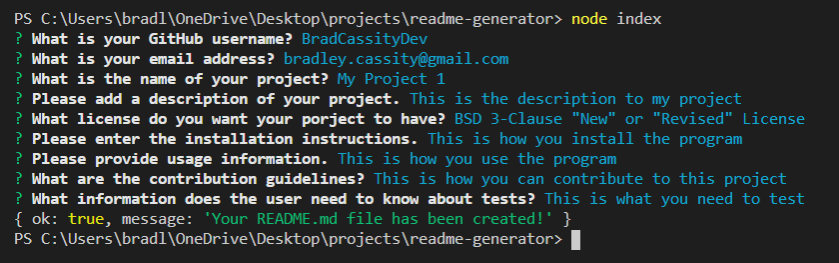 PS C:\Users\bradl\OneDrive\Desktop\projects\readme-generator> node index
? What is your GitHub username? BradCassityDev
? What is your email address? bradley.cassity@gmail.com
? What is the name of your project? My Project 1
? Please add a description of your project. This is the description to my project
? What license do you want your porject to have? BSD 3-Clause "New" or "Revised" License
? Please enter the installation instructions. This is how you install the program
? Please provide usage information. This is how you use the program
? What are the contribution guidelines? This is how you can contribute to this project
? What information does the user need to know about tests? This is what you need to test
{ ok: true, message: 'Your README.md file has been created!' }
PS C:\Users\bradl\OneDrive\Desktop\projects\readme-generator>